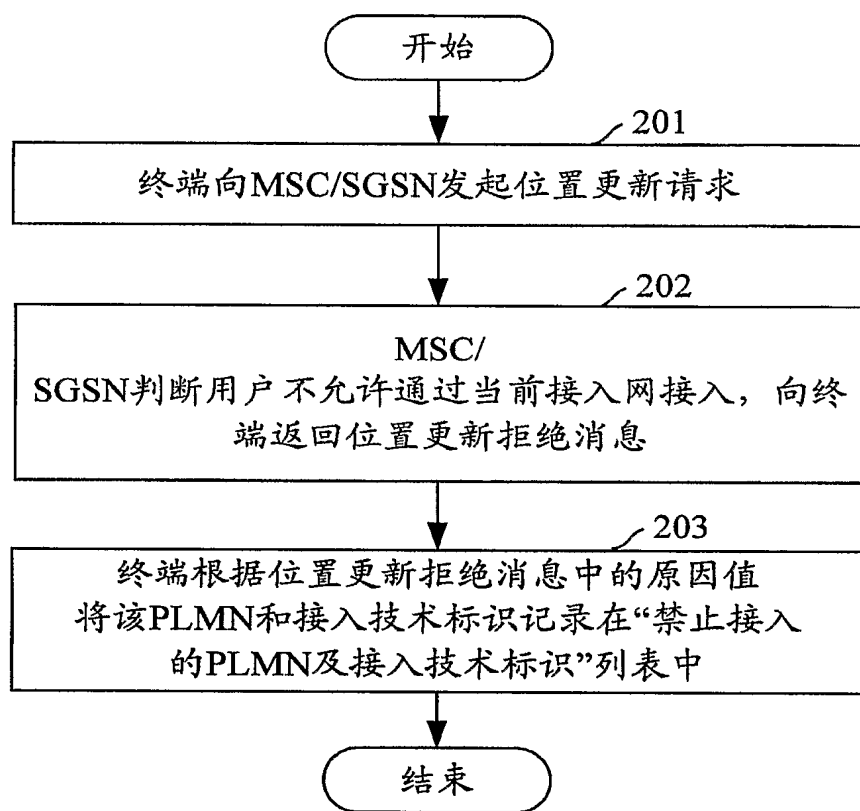 开始
201
终端向MSC/SGSN发起位置更新请求
202
MSC/
SGSN判断用户不允许通过当前接入网接入，向终
端返回位置更新拒绝消息
203
终端根据位置更新拒绝消息中的原因值
将该PLMN和接入技术标识记录在“禁止接入
的PLMN及接入技术标识”列表中
结束